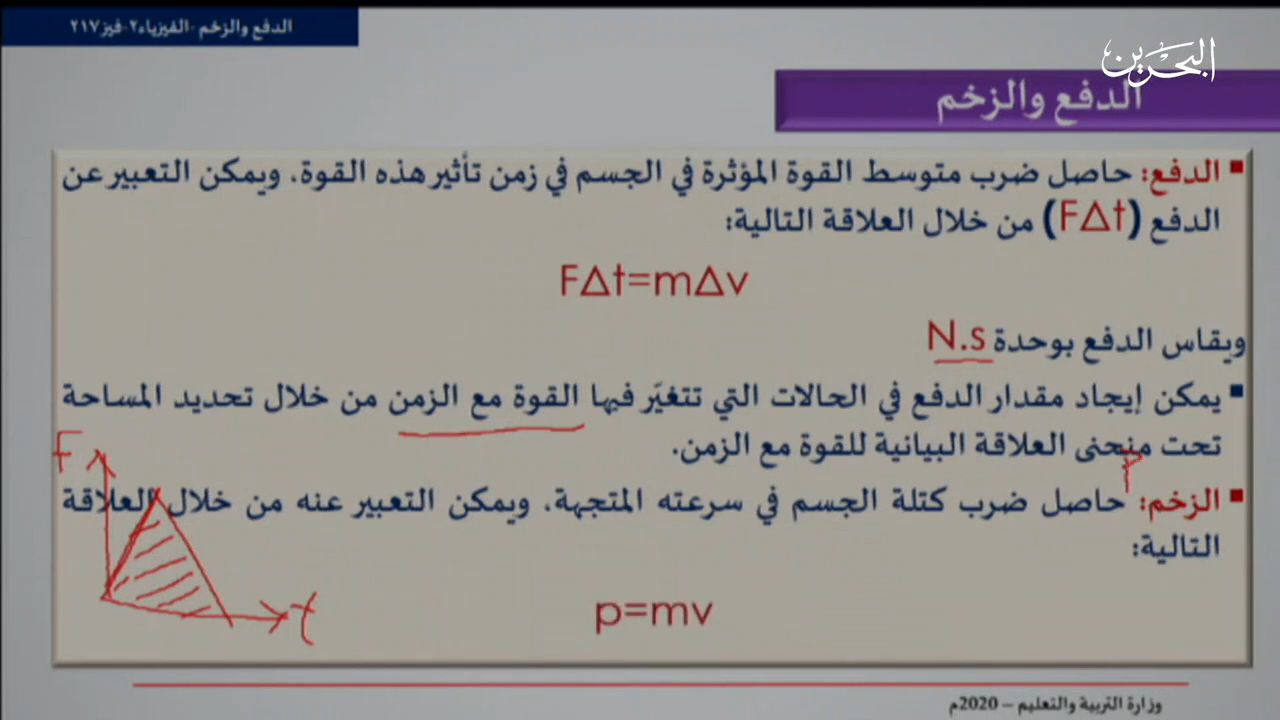 الدفع والزخم -الفيزياء٢-فيز٢١٧
البحرين
الدفع والزخم
الدفع: حاصل ضرب متوسط القوة المؤثرة في الجسم في زمن تأثير هذه القوة. ويمكن التعبير عن
الدفع (F∆t) من خلال العلاقة التالية:
F∆t=m∆v
ويقاس الدفع بوحدة N.s
يمكن إيجاد مقدار الدفع في الحالات التي تتغيّر فيها القوة مع الزمن من خلال تحديد المساحة
تحت منحنى العلاقة البيانية للقوة مع الزمن.
F
P
الزخم: حاصل ضرب كتلة الجسم في سرعته المتجهة. ويمكن التعبير عنه من خلال العلاقة
التالية:
p=mv
t
وزارة التربية والتعليم – 2020م